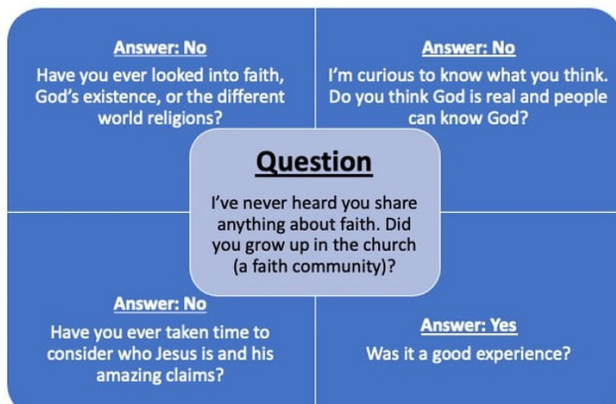 Answer: No
Have you ever looked into faith,
God's existence, or the different
world religions?
Answer: No
I'm curious to know what you think.
Do you think God is real and people
can know God?
Question
I've never heard you share
anything about faith. Did
you grow up in the church
(a faith community)?
Answer: No
Have you ever taken time to
consider who Jesus is and his
amazing claims?
Answer: Yes
Was it a good experience?